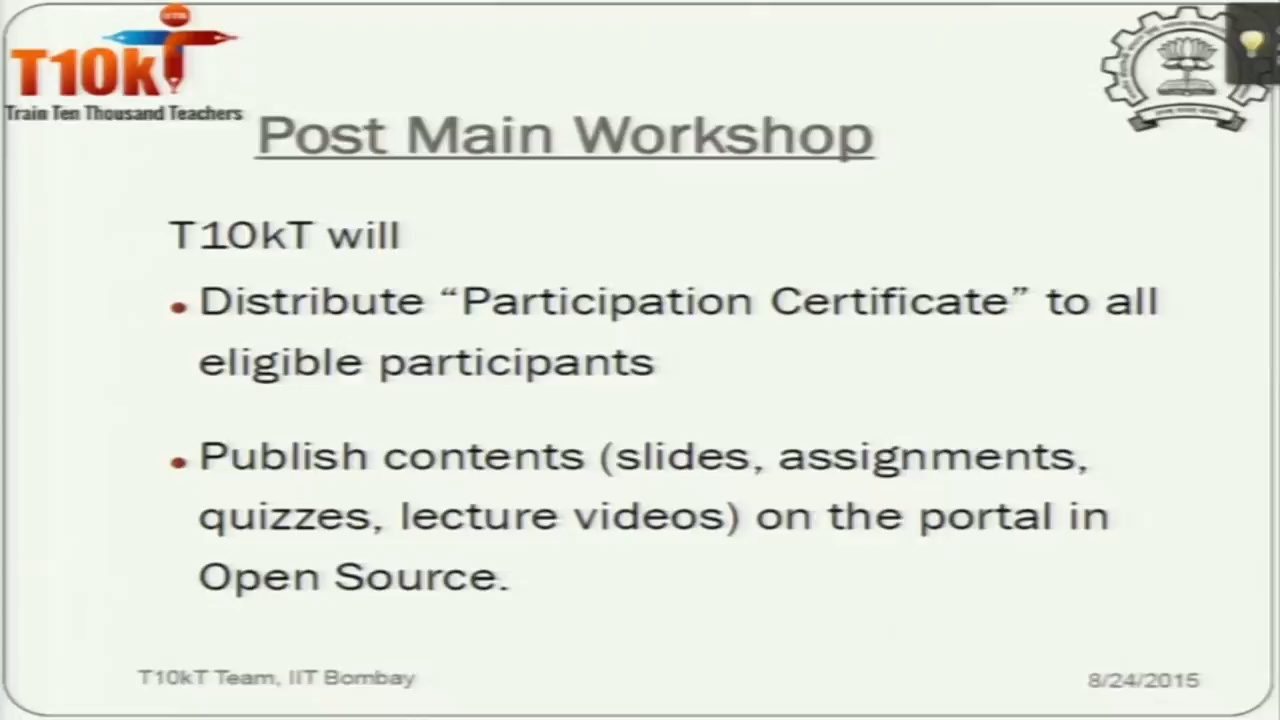 T10kT
Train Ten Thousand Teachers
Post Main Workshop
T10kT will
• Distribute “Participation Certificate” to all
eligible participants
• Publish contents (slides, assignments,
quizzes, lecture videos) on the portal in
Open Source.
T10kT Team, IIT Bombay
8/24/2015